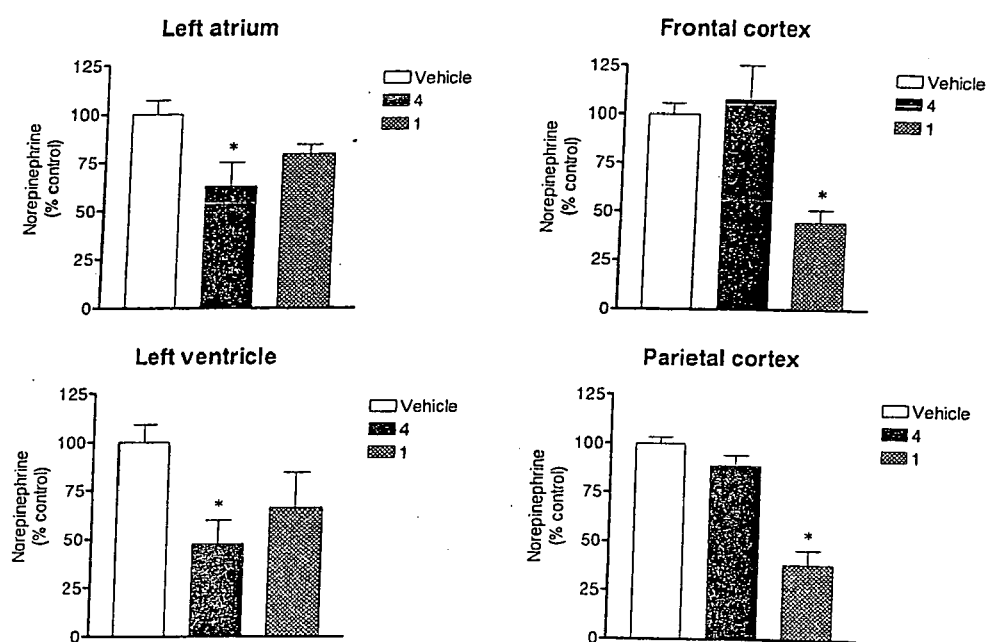 Left atrium
Norepinephrine
(% control)
125
100
75
50
25
0
*
Vehicle
4
1
Frontal cortex
Norepinephrine
(% control)
125
100
75
50
25
0
*
Vehicle
4
1
Left ventricle
Norepinephrine
(% control)
125
100
75
50
25
0
*
Vehicle
4
1
Parietal cortex
Norepinephrine
(% control)
125
100
75
50
25
0
*
Vehicle
4
1